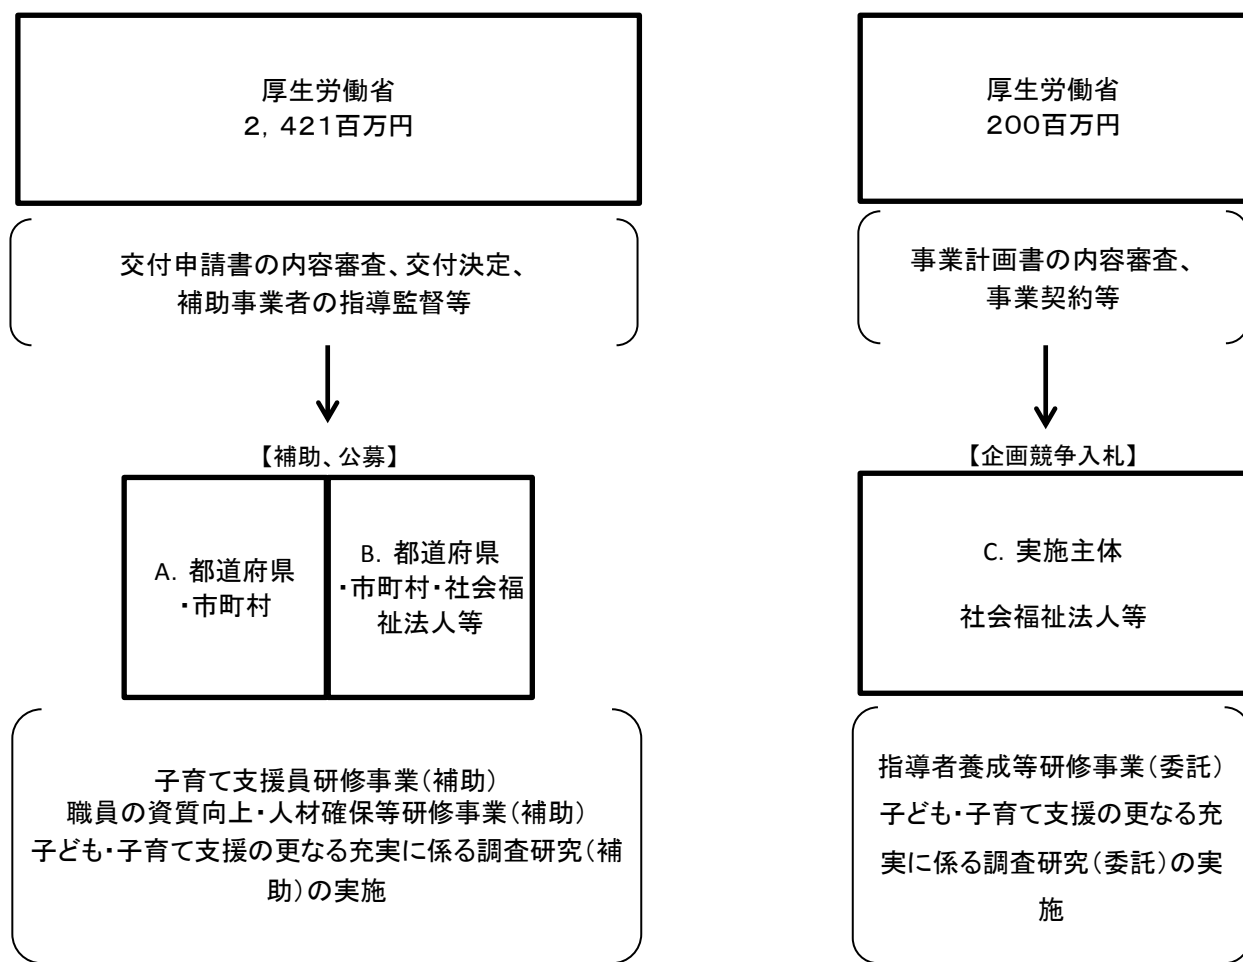 厚生労働省
2，421百万円
交付申請書の内容審査、交付決定、
補助事業者の指導監督等
【補助、公募】
A. 都道府県
・市町村
B. 都道府県
・市町村・社会福
祉法人等
子育て支援員研修事業（補助）
職員の資質向上・人材確保等研修事業（補助）
子ども・子育て支援の更なる充実に係る調査研究（補
助）の実施
厚生労働省
200百万円
事業計画書の内容審査、
事業契約等
【企画競争入札】
C. 実施主体
社会福祉法人等
指導者養成等研修事業（委託）
子ども・子育て支援の更なる充
実に係る調査研究（委託）の実
施